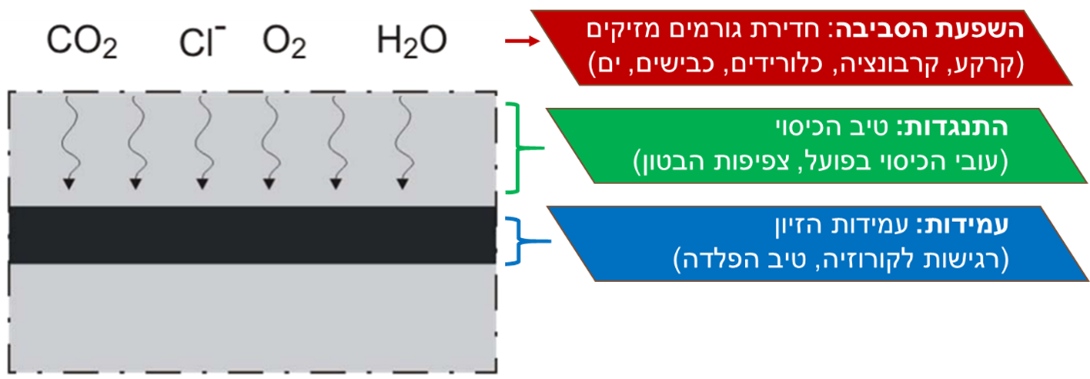 CO₂ Cl⁻ O₂ H₂O
השפעת הסביבה: חדירת גורמים מזיקים
(קרקע, קרבונציה, כלורידים, כבישים, ים)
התנגדות: טיב הכיסוי
(עובי הכיסוי בפועל, צפיפות הבטון)
עמידות: עמידות הזיון
(רגישות לקורוזיה, טיב הפלדה)